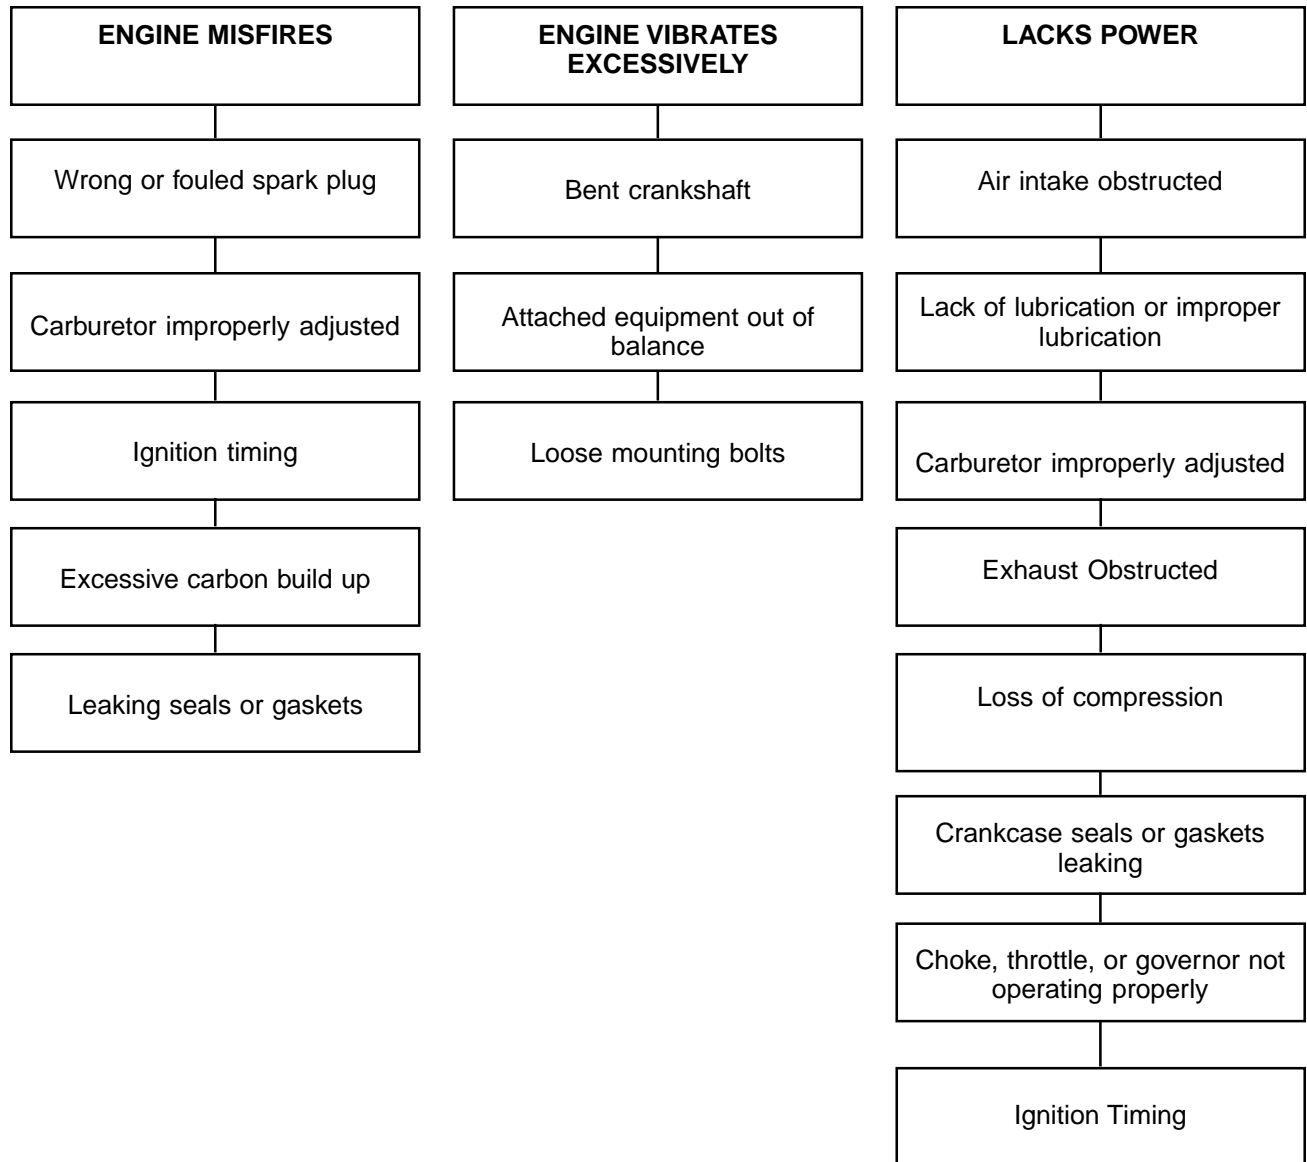 ENGINE MISFIRES
Wrong or fouled spark plug
Carburetor improperly adjusted
Ignition timing
Excessive carbon build up
Leaking seals or gaskets
ENGINE VIBRATES
EXCESSIVELY
Bent crankshaft
Attached equipment out of
balance
Loose mounting bolts
LACKS POWER
Air intake obstructed
Lack of lubrication or improper
lubrication
Carburetor improperly adjusted
Exhaust Obstructed
Loss of compression
Crankcase seals or gaskets
leaking
Choke, throttle, or governor not
operating properly
Ignition Timing